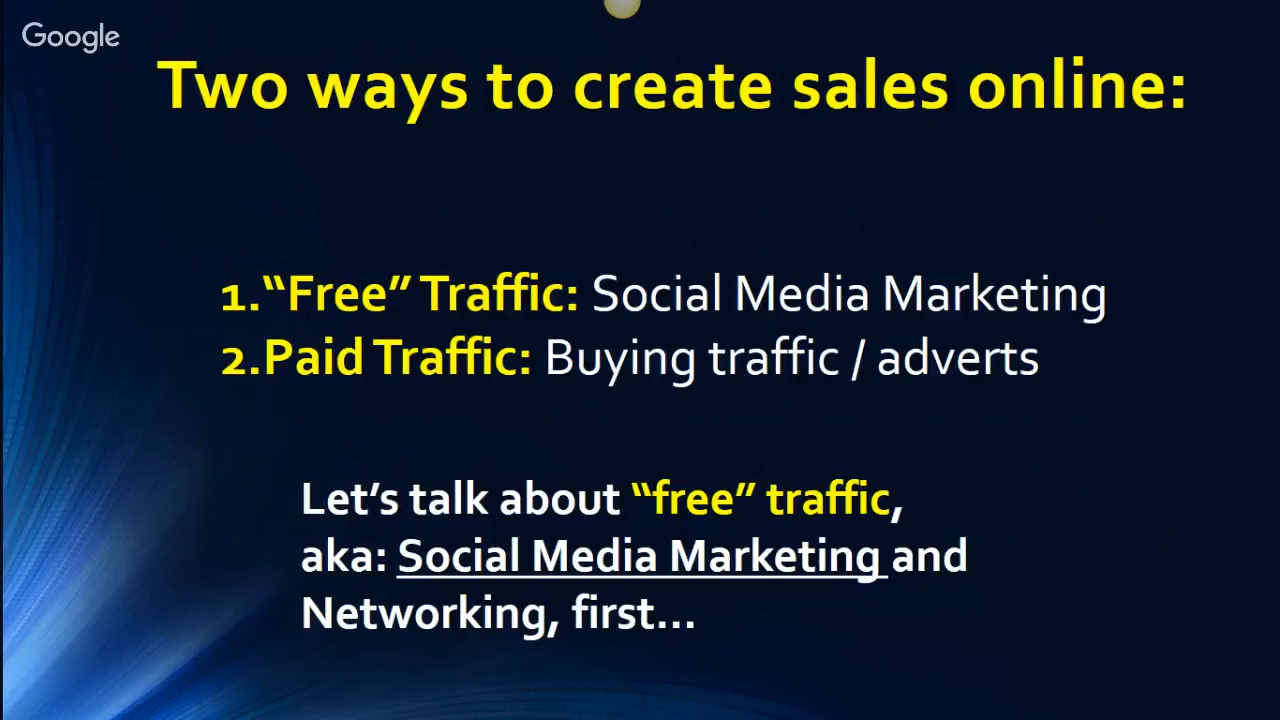 Google
Two ways to create sales online:
1.“Free” Traffic: Social Media Marketing
2.Paid Traffic: Buying traffic / adverts
Let’s talk about “free” traffic,
aka: Social Media Marketing and
Networking, first...